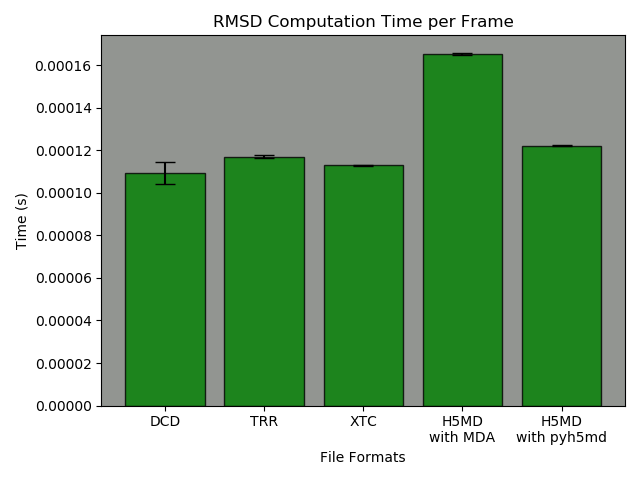 RMSD Computation Time per Frame
0.00016
0.00014
0.00012
0.00010
0.00008
0.00006
0.00004
0.00002
0.00000
Time (s)
DCD
TRR
XTC
H5MD
with MDA
H5MD
with pyh5md
File Formats